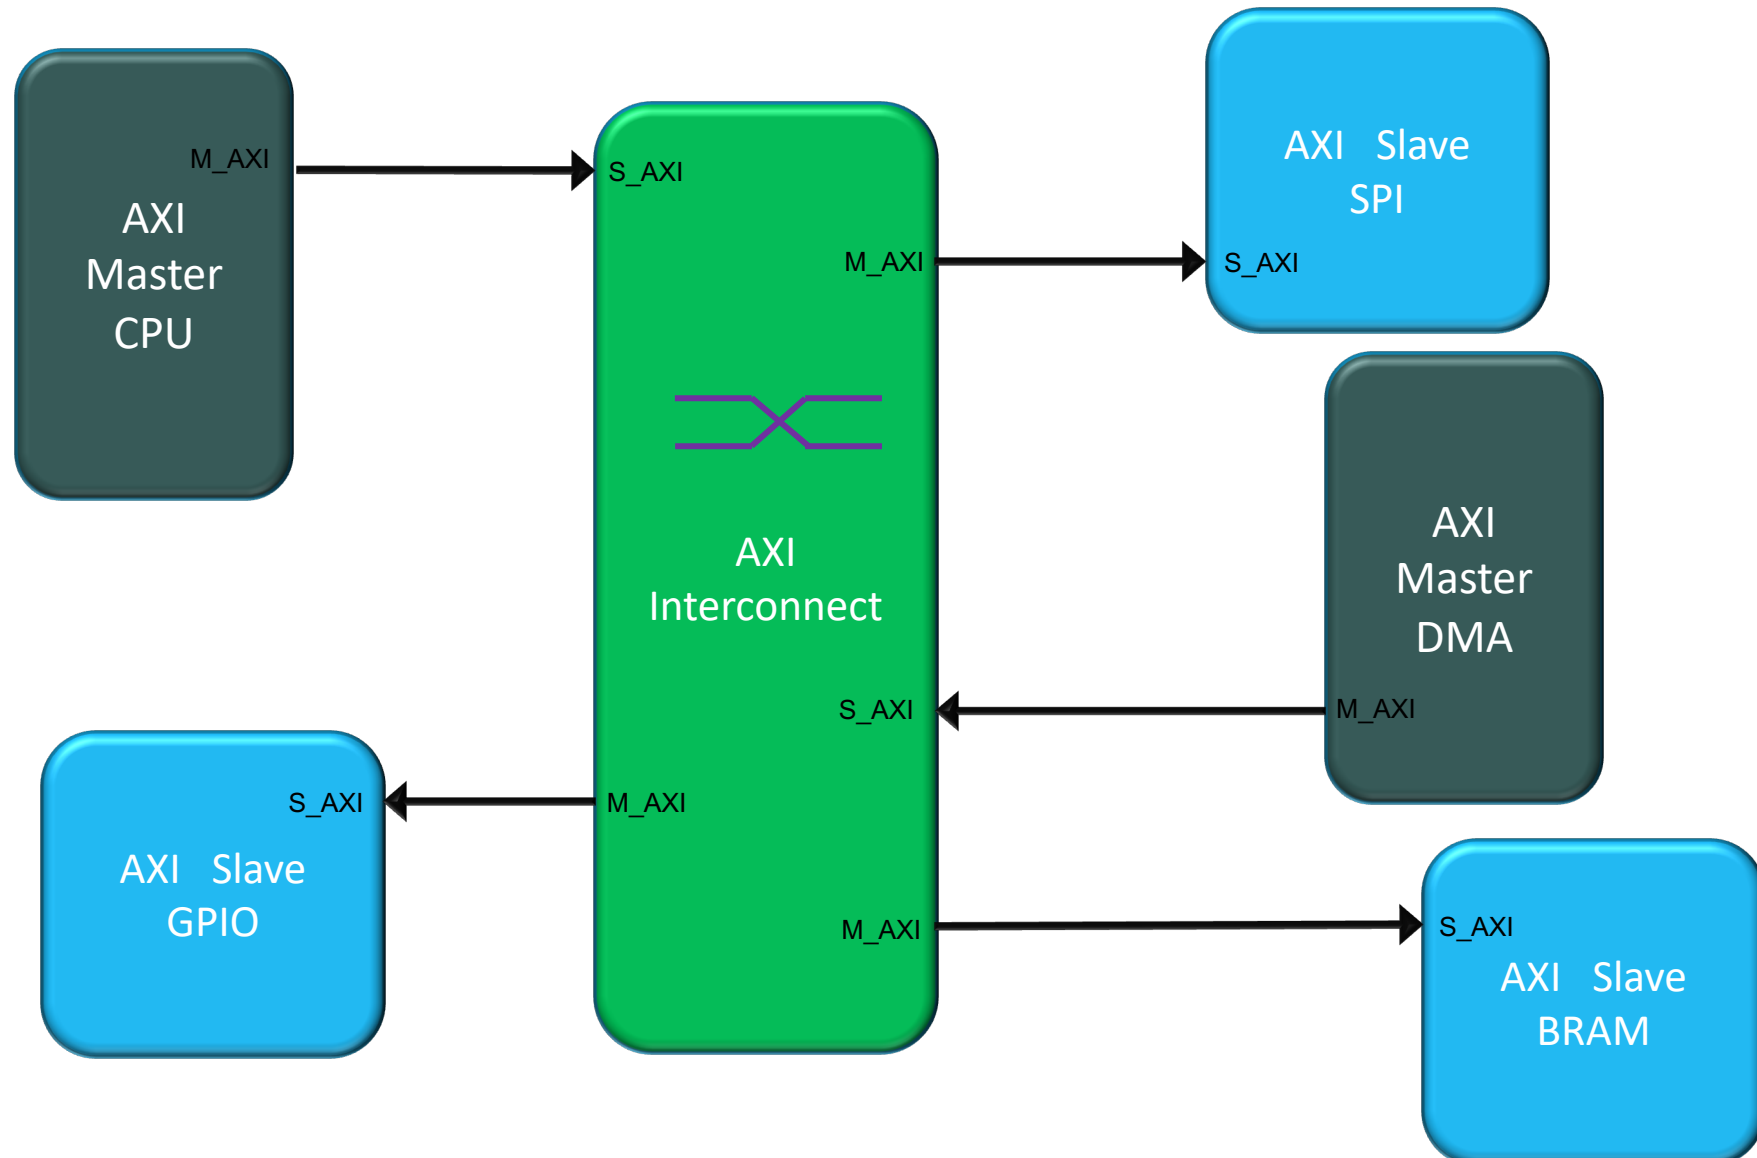 M_AXI
AXI
Master
CPU
S_AXI
M_AXI
AXI
Interconnect
S_AXI
M_AXI
M_AXI
AXI Slave
SPI
S_AXI
AXI
Master
DMA
M_AXI
S_AXI
AXI Slave
GPIO
S_AXI
AXI Slave
BRAM